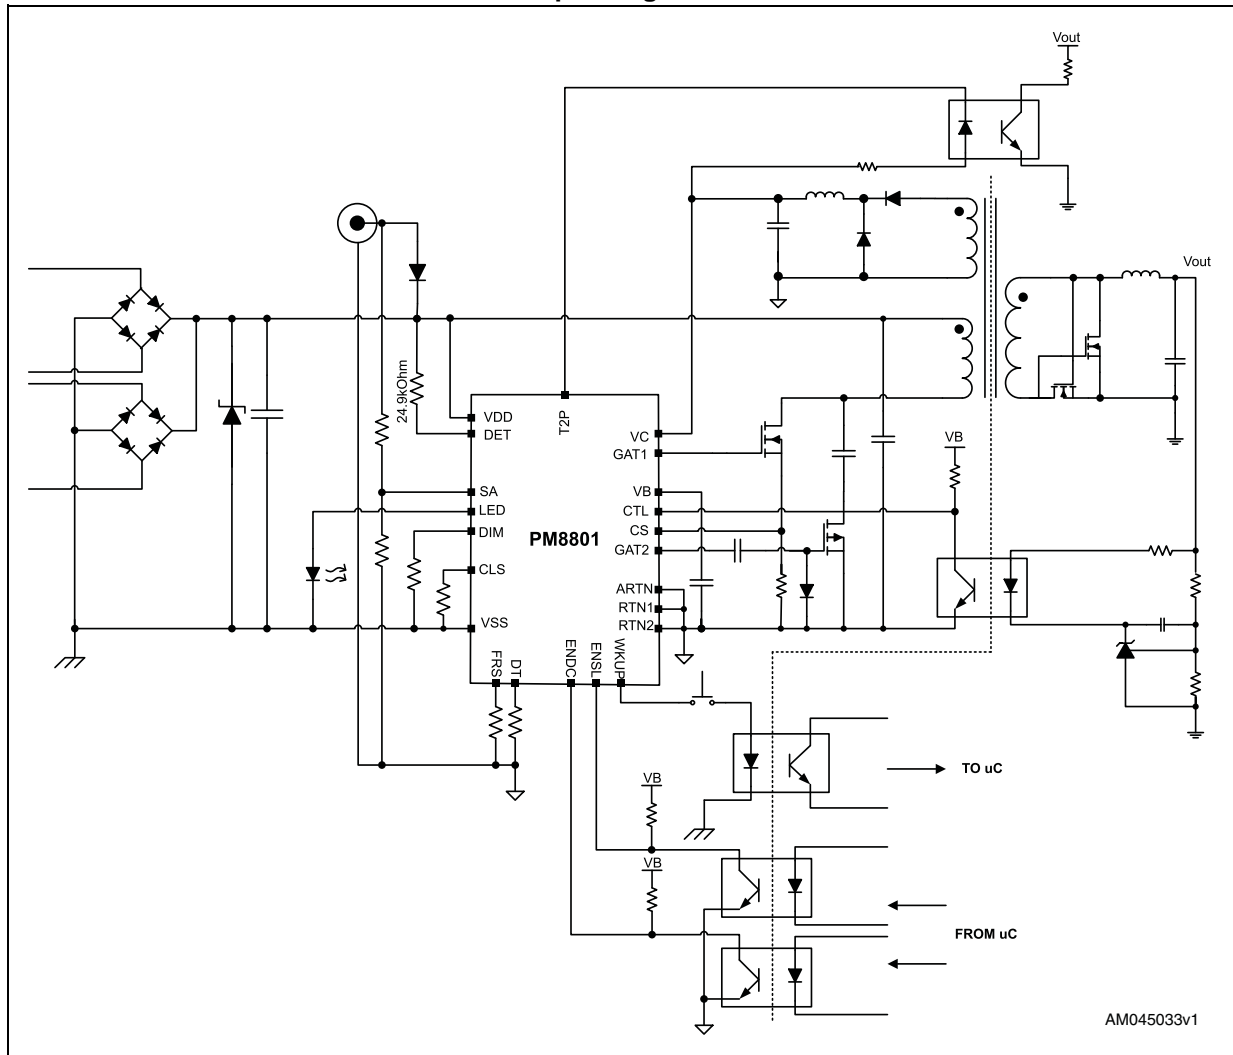 Vout
Vout
24.9kOhm
T2P
VDD
DET
VC
GAT1
VB
SA
VB
LED
CTL
DIM
CS
PM8801
GAT2
CLS
ARTN
RTN1
VSS
RTN2
FRS
DT
ENDC
ENSL
WKUP
TO uC
VB
VB
FROM uC
AM045033v1